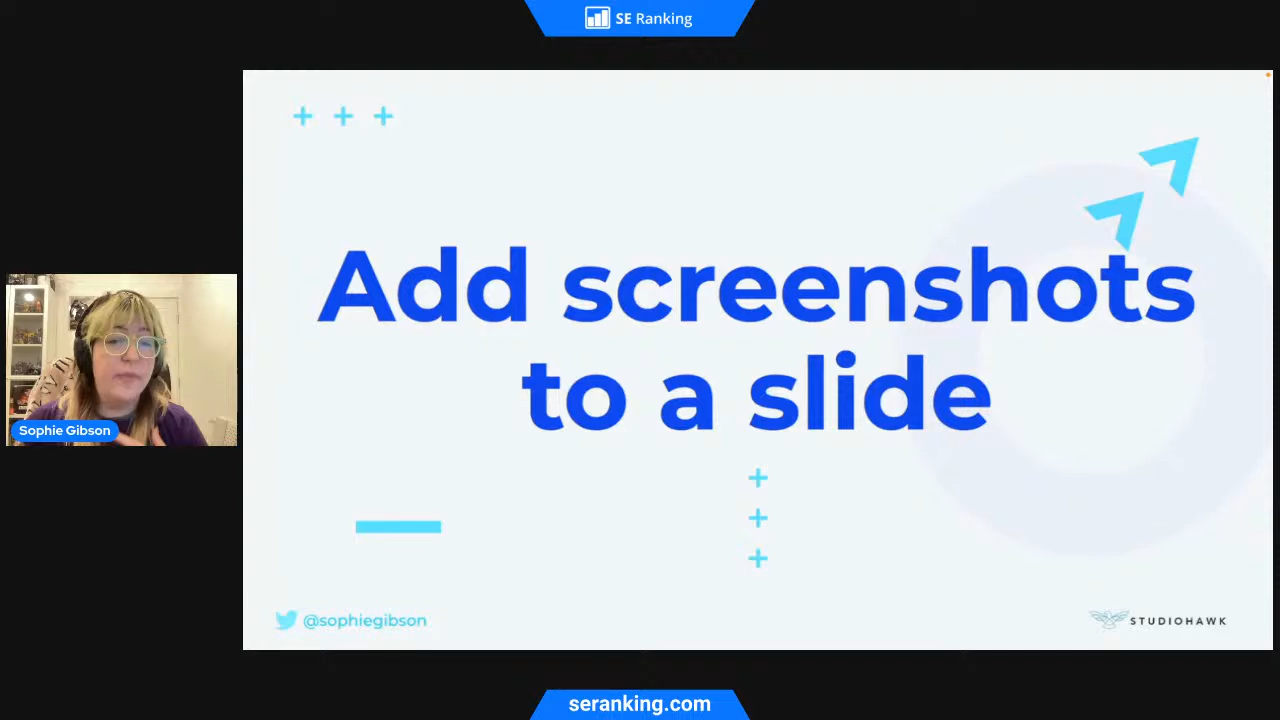 SE Ranking
Add screenshots
to a slide
Sophie Gibson
@sophiegibson
STUDIOHAWK
seranking.com